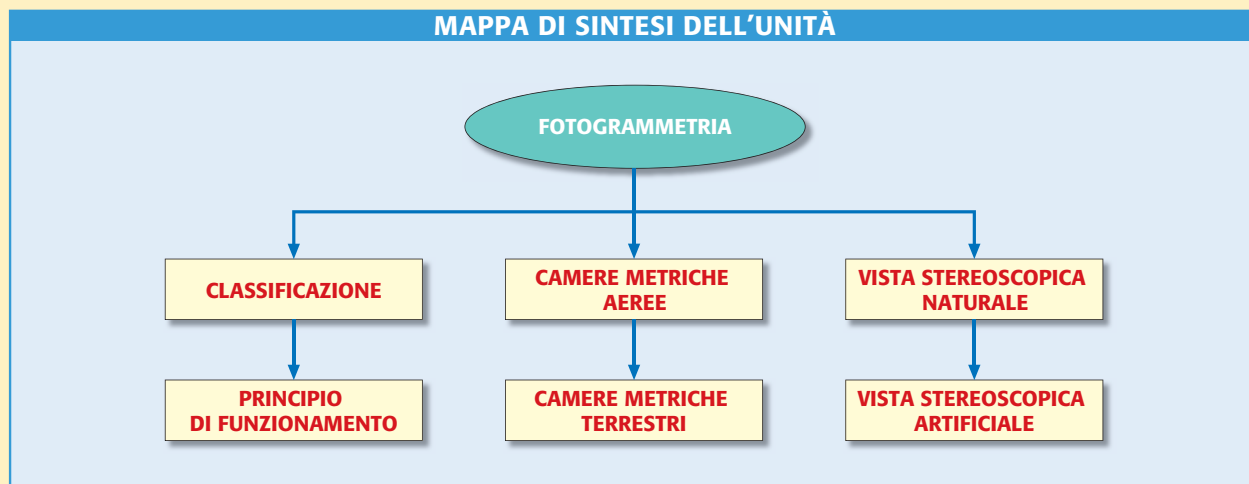 MAPPA DI SINTESI DELL'UNITÀ
FOTOGRAMMETRIA
CLASSIFICAZIONE
CAMERE METRICHE
AEREE
VISTA STEREOSCOPICA
NATURALE
PRINCIPIO
DI FUNZIONAMENTO
CAMERE METRICHE
TERRESTRI
VISTA STEREOSCOPICA
ARTIFICIALE